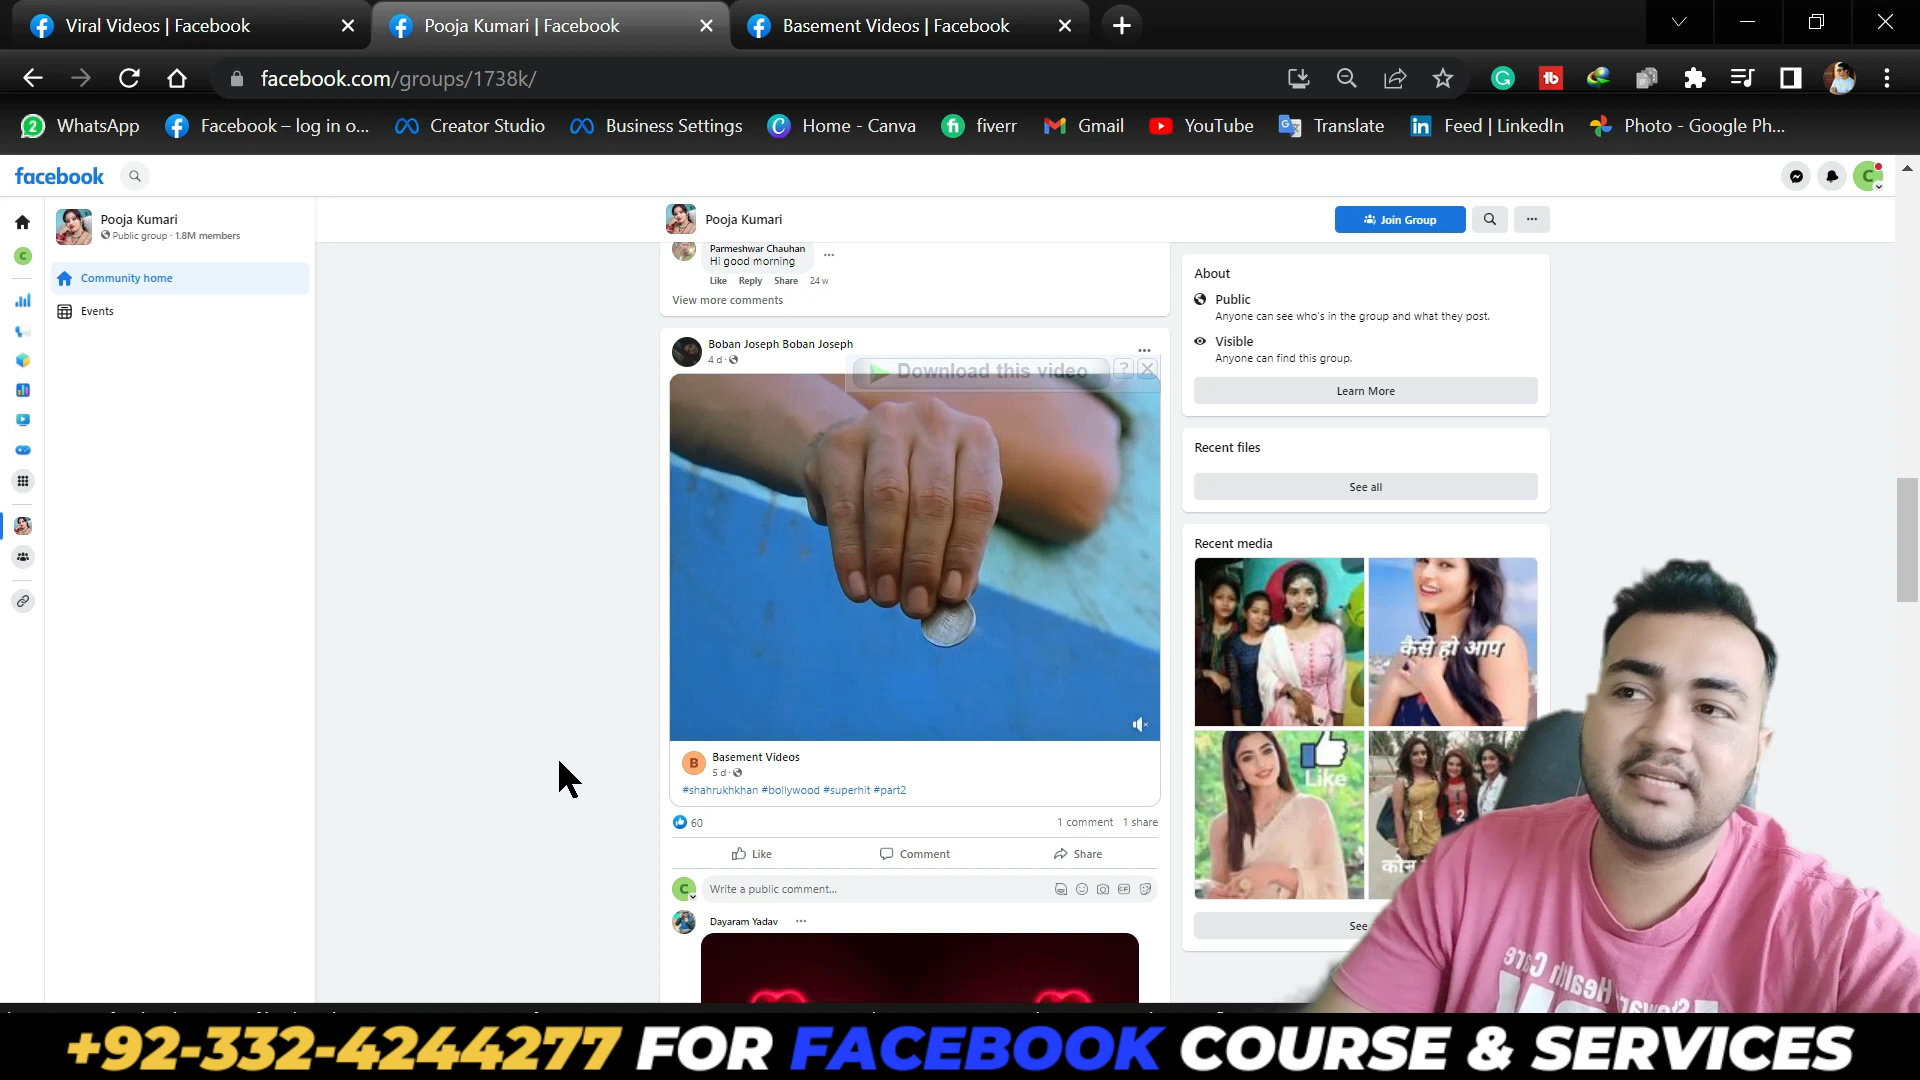 Viral Videos | Facebook
Pooja Kumari | Facebook
Basement Videos | Facebook
facebook.com/groups/1738k/
WhatsApp
Facebook – log in o...
Creator Studio
Business Settings
Home - Canva
fiverr
Gmail
YouTube
Translate
Feed | LinkedIn
Photo - Google Ph...
facebook
Pooja Kumari
Public group · 1.8M members
Community home
Events
Pooja Kumari
Join Group
Parmeshwar Chauhan
Hi good morning
Like Reply Share 24 w
View more comments
Boban Joseph Boban Joseph
4 d
Download this video
Basement Videos
5 d
#shahrukhkhan #bollywood #superhit #part2
60
1 comment 1 share
Like
Comment
Share
Write a public comment...
Dayaram Yadav
About
Public
Anyone can see who's in the group and what they post.
Visible
Anyone can find this group.
Learn More
Recent files
See all
Recent media
कैसे हो आप
Like
1 2
See
Health Care
+92-332-4244277 FOR FACEBOOK COURSE & SERVICES